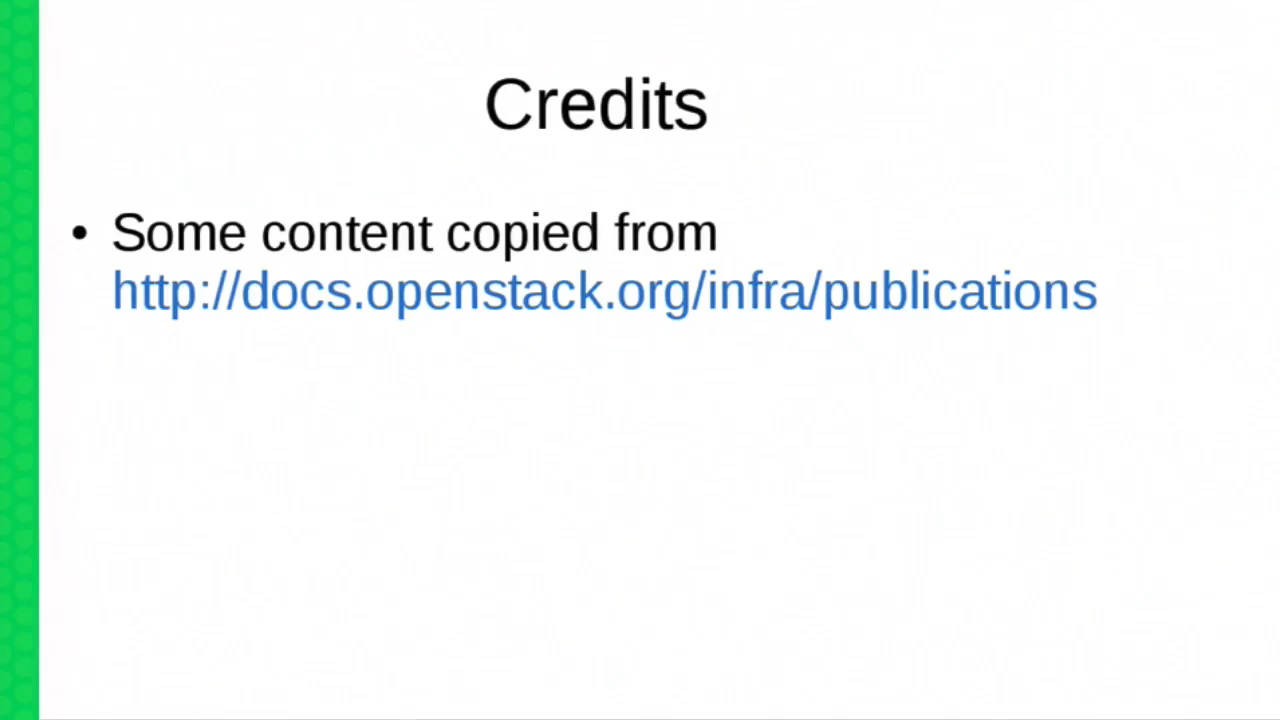 Credits
• Some content copied from
http://docs.openstack.org/infra/publications